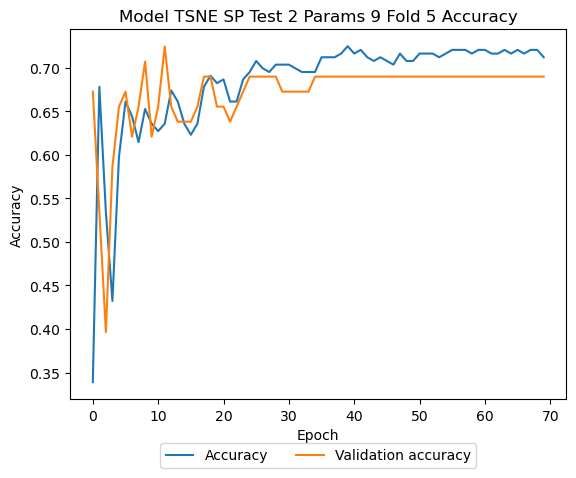 Model TSNE SP Test 2 Params 9 Fold 5 Accuracy
0.70
0.65
0.60
0.55
0.50
0.45
0.40
0.35
Accuracy
0 10 20 30 40 50 60 70
Epoch
Accuracy Validation accuracy